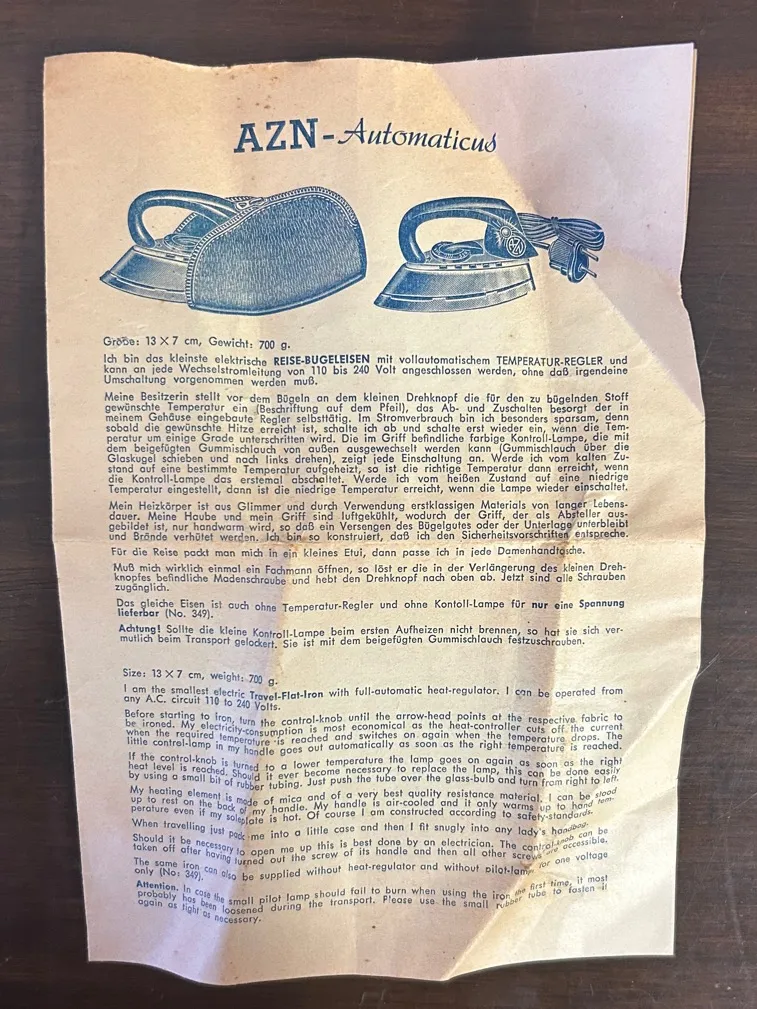 AZN-Automaticus
AZN
Größe: 13 X 7 cm, Gewicht: 700 g.
Ich bin das kleinste elektrische REISE-BUGELEISEN mit vollautomatischem TEMPERATUR-REGLER und
kann an jede Wechselstromleitung von 110 bis 240 Volt angeschlossen werden, ohne daß irgendeine
Umschaltung vorgenommen werden muß.
Meine Besitzerin stellt vor dem Bügeln an dem kleinen Drehknopf die für den zu bügelnden Stoff
gewünschte Temperatur ein (Beschriftung auf dem Pfeil), das Ab- und Zuschalten besorgt der in
meinem Gehäuse eingebaute Regler selbsttätig. Im Stromverbrauch bin ich besonders sparsam, denn
sobald die gewünschte Hitze erreicht ist, schalte ich ab und schalte erst wieder ein, wenn die Tem-
peratur um einige Grade unterschritten wird. Die im Griff befindliche farbige Kontroll-Lampe, die mit
dem beigefügten Gummischlauch von außen ausgewechselt werden kann (Gummischlauch über die
Glaskugel schieben und nach links drehen), zeigt jede Einschaltung an. Werde ich vom kalten Zu-
stand auf eine bestimmte Temperatur aufgeheizt, so ist die richtige Temperatur dann erreicht, wenn
die Kontroll-Lampe das erstemal abschaltet. Werde ich vom heißen Zustand auf eine niedrige
Temperatur eingestellt, dann ist die niedrige Temperatur erreicht, wenn die Lampe wieder einschaltet.
Mein Heizkörper ist aus Glimmer und durch Verwendung erstklassigen Materials von langer Lebens-
dauer. Meine Haube und mein Griff sind luftgekühlt, wodurch der Griff, der als Absteller aus-
gebildet ist, nur handwarm wird, so daß ein Versengen des Bügelgutes oder der Unterlage unterbleibt
und Brände verhütet werden. Ich bin so konstruiert, daß ich den Sicherheitsvorschriften entspreche.
Für die Reise packt man mich in ein kleines Etui, dann passe ich in jede Damenhandtasche.
Muß mich wirklich einmal ein Fachmann öffnen, so löst er die in der Verlängerung des kleinen Dreh-
knopfes befindliche Madenschraube und hebt den Drehknopf nach oben ab. Jetzt sind alle Schrauben
zugänglich.
Das gleiche Eisen ist auch ohne Temperatur-Regler und ohne Kontoll-Lampe für nur eine Spannung
lieferbar (No. 349).
Achtung! Sollte die kleine Kontroll-Lampe beim ersten Aufheizen nicht brennen, so hat sie sich ver-
mutlich beim Transport gelockert. Sie ist mit dem beigefügten Gummischlauch festzuschrauben.
Size: 13 X 7 cm, weight: 700 g.
I am the smallest electric Travel-Flat-Iron with full-automatic heat-regulator. I can be operated from
any A.C. circuit 110 to 240 Volts.
Before starting to iron, turn the control-knob until the arrow-head points at the respective fabric to
be ironed. My electricity-consumption is most economical as the heat-controller cuts off the current
when the required temperature is reached and switches on again when the temperature drops. The
little control-lamp in my handle goes out automatically as soon as the right temperature is reached.
If the control-knob is turned to a lower temperature the lamp goes on again as soon as the right
heat level is reached. Should it ever become necessary to replace the lamp, this can be done easily
by using a small bit of rubber tubing. Just push the tube over the glass-bulb and turn from right to left.
My heating element is made of mica and of a very best quality resistance material. I can be stood
up to rest on the back of my handle. My handle is air-cooled and it only warms up to hand tem-
perature even if my soleplate is hot. Of course I am constructed according to safety-standards.
When travelling just pack me into a little case and then I fit snugly into any lady's handbag.
Should it be necessary to open me up this is best done by an electricion. The control-knob can be
taken off after having turned out the screw of its handle and then all other screws are accessible.
The same iron can also be supplied without heat-regulator and without pilot-lamp for one voltage
only (No: 349).
Attention. In case the small pilot lamp should fail to burn when using the iron the first time, it most
probably has been loosened during the transport. Please use the small rubber tube to fasten it
again as tight as necessary.